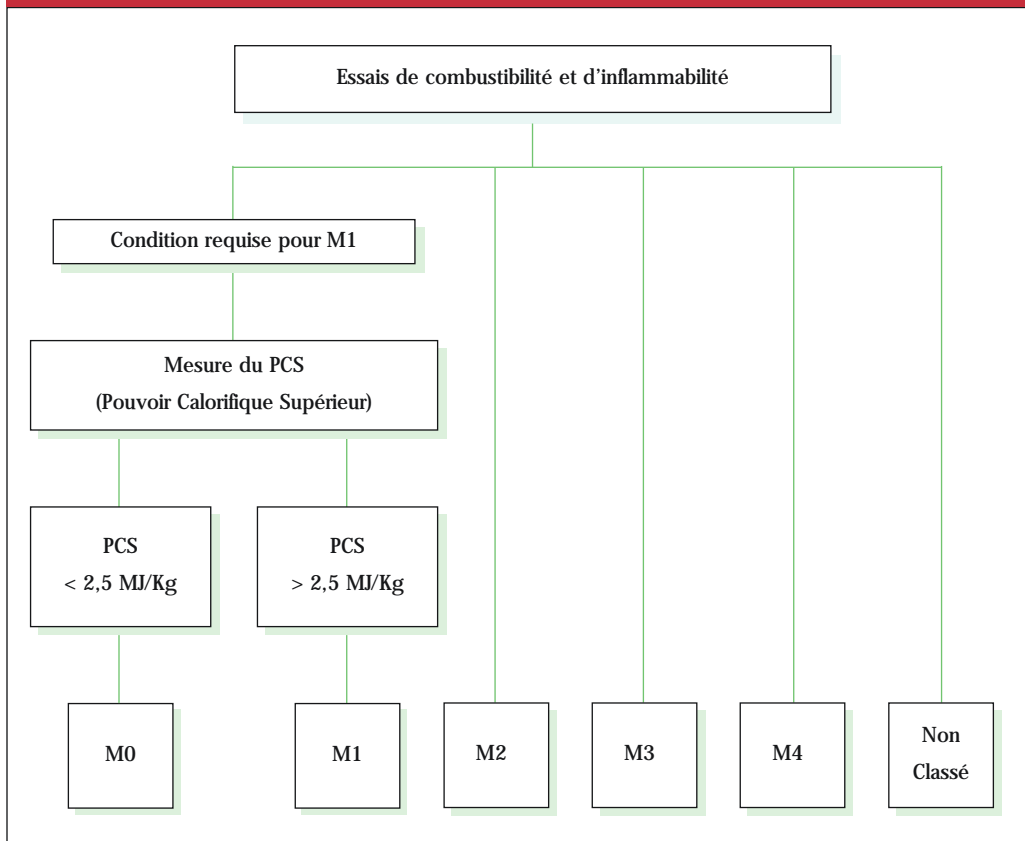 Essais de combustibilité et d'inflammabilité
Condition requise pour M1
Mesure du PCS
(Pouvoir Calorifique Supérieur)
PCS
< 2,5 MJ/Kg
PCS
> 2,5 MJ/Kg
M0
M1
M2
M3
M4
Non
Classé